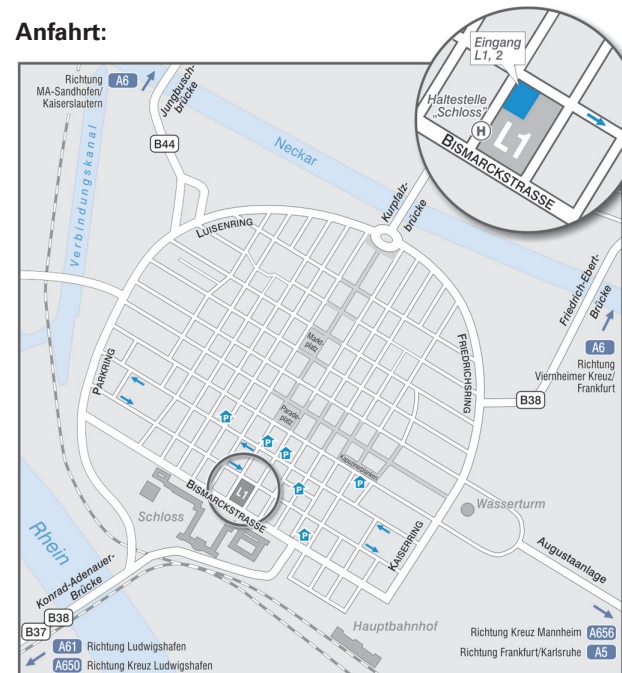 Anfahrt:
Eingang
L1, 2
Haltestelle
„Schloss"
H
L1
BISMARCKSTRASSE
Richtung
MA-Sandhofen/
Kaiserslautern
A6
Jungbusch-
brücke
B44
Neckar
Verbindungskanal
Kurpfalz-
brücke
LUISENRING
Friedrich-Ebert-
Brücke
A6
Richtung
Viernheimer Kreuz/
Frankfurt
B38
FRIEDRICHSRING
Markt-
platz
PARKRING
Parade-
platz
P
P
P
P
P
P
Kapuzinerplanken
L1
BISMARCKSTRASSE
Schloss
Wasserturm
KAISERRING
Augustaanlage
Rhein
Konrad-Adenauer-
Brücke
B38
B37
Hauptbahnhof
A61 Richtung Ludwigshafen
A650 Richtung Kreuz Ludwigshafen
Richtung Kreuz Mannheim A656
Richtung Frankfurt/Karlsruhe A5